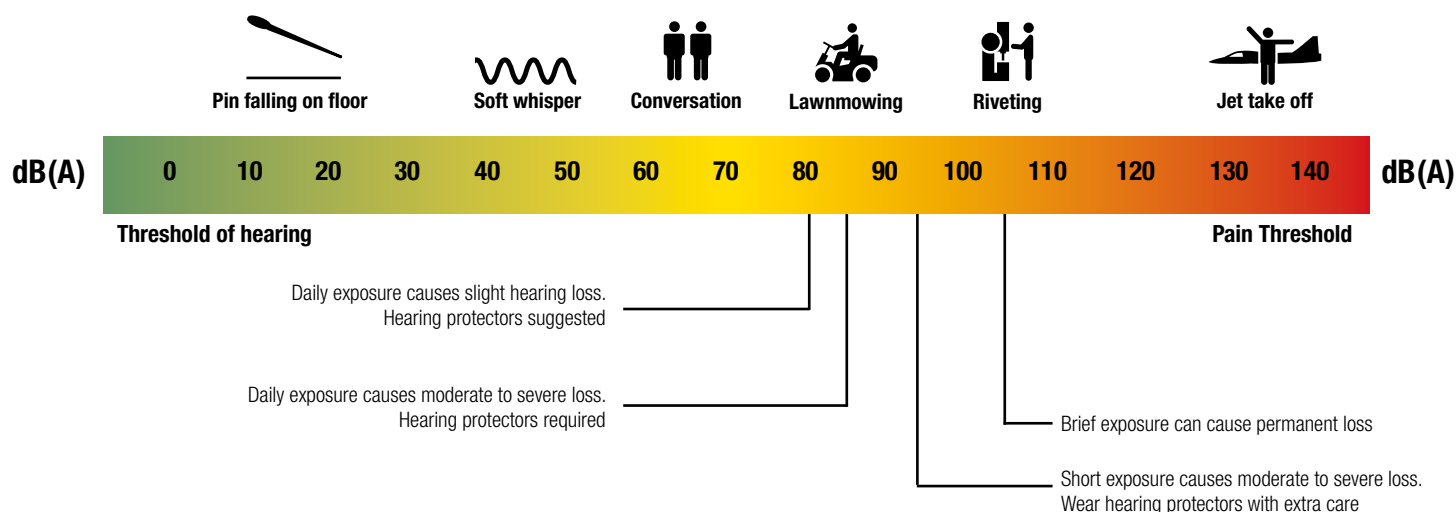 Pin falling on floor
Soft whisper
Conversation
Lawnmowing
Riveting
Jet take off
dB(A) 0 10 20 30 40 50 60 70 80 90 100 110 120 130 140 dB(A)
Threshold of hearing
Pain Threshold
Daily exposure causes slight hearing loss.
Hearing protectors suggested
Daily exposure causes moderate to severe loss.
Hearing protectors required
Brief exposure can cause permanent loss
Short exposure causes moderate to severe loss.
Wear hearing protectors with extra care